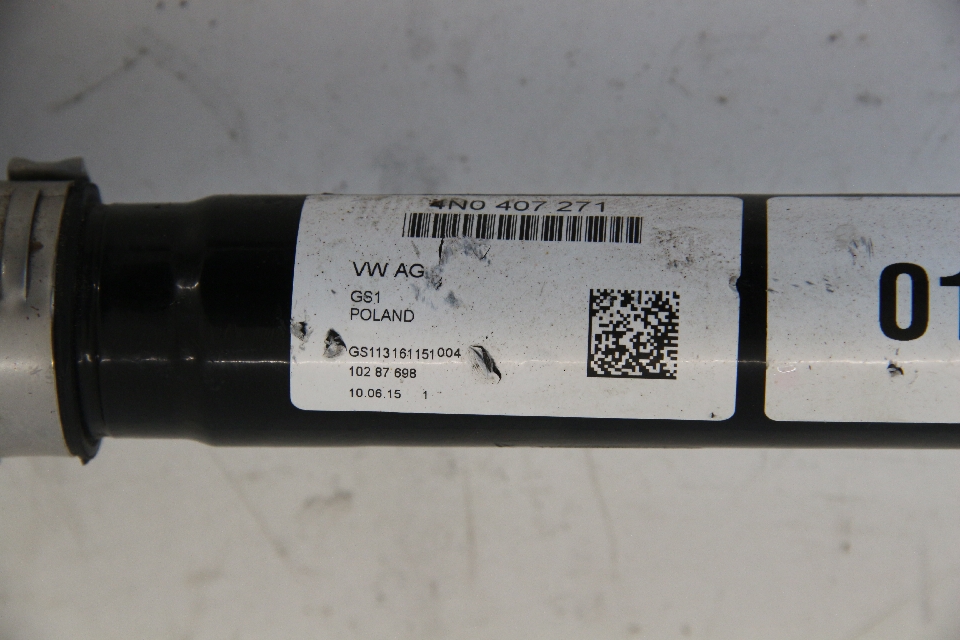 4N0 407 271
VW AG
GS1
POLAND
GS113161151004
102 87 698
10.06.15 1
01